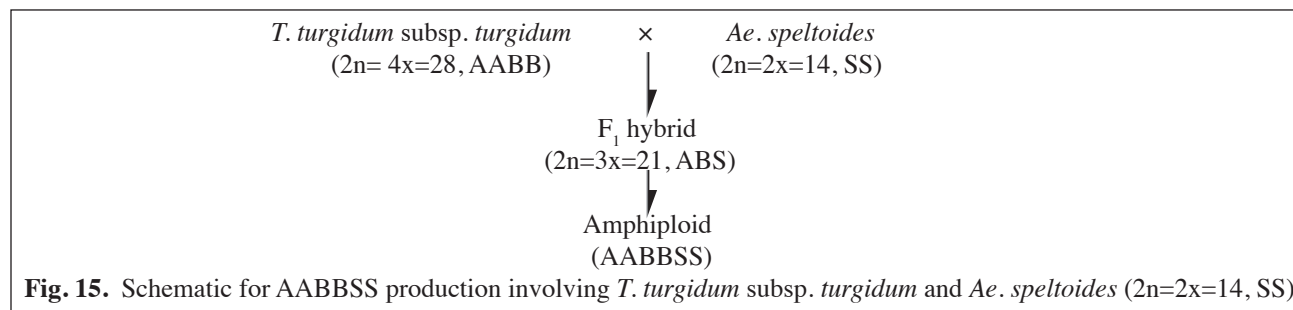 T. turgidum subsp. turgidum × Ae. speltoides
(2n= 4x=28, AABB) (2n=2x=14, SS)
F₁ hybrid
(2n=3x=21, ABS)
Amphiploid
(AABBSS)
Fig. 15. Schematic for AABBSS production involving T. turgidum subsp. turgidum and Ae. speltoides (2n=2x=14, SS)